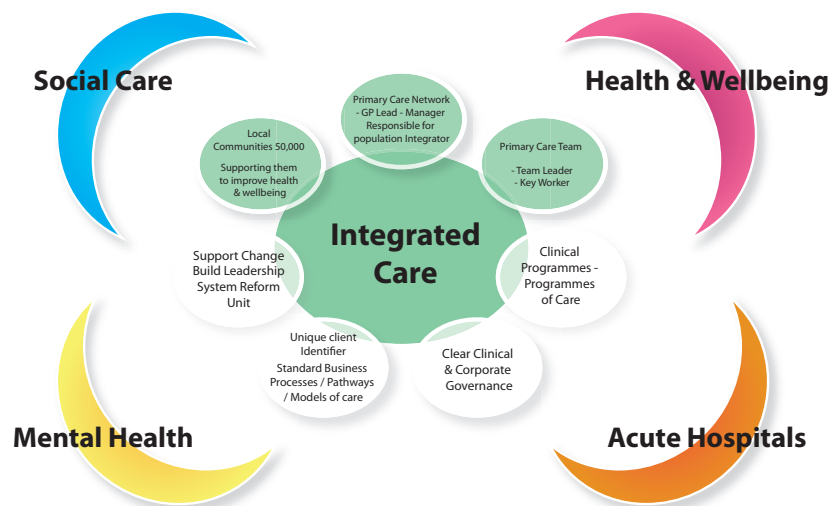 Social Care
Health & Wellbeing
Primary Care Network
- GP Lead - Manager
Responsible for
population Integrator
Local
Communities 50,000
Supporting them
to improve health
& wellbeing
Primary Care Team
- Team Leader
- Key Worker
Integrated
Care
Support Change
Build Leadership
System Reform
Unit
Clinical
Programmes -
Programmes
of Care
Unique client
Identifier
Standard Business
Processes / Pathways
/ Models of care
Clear Clinical
& Corporate
Governance
Mental Health
Acute Hospitals